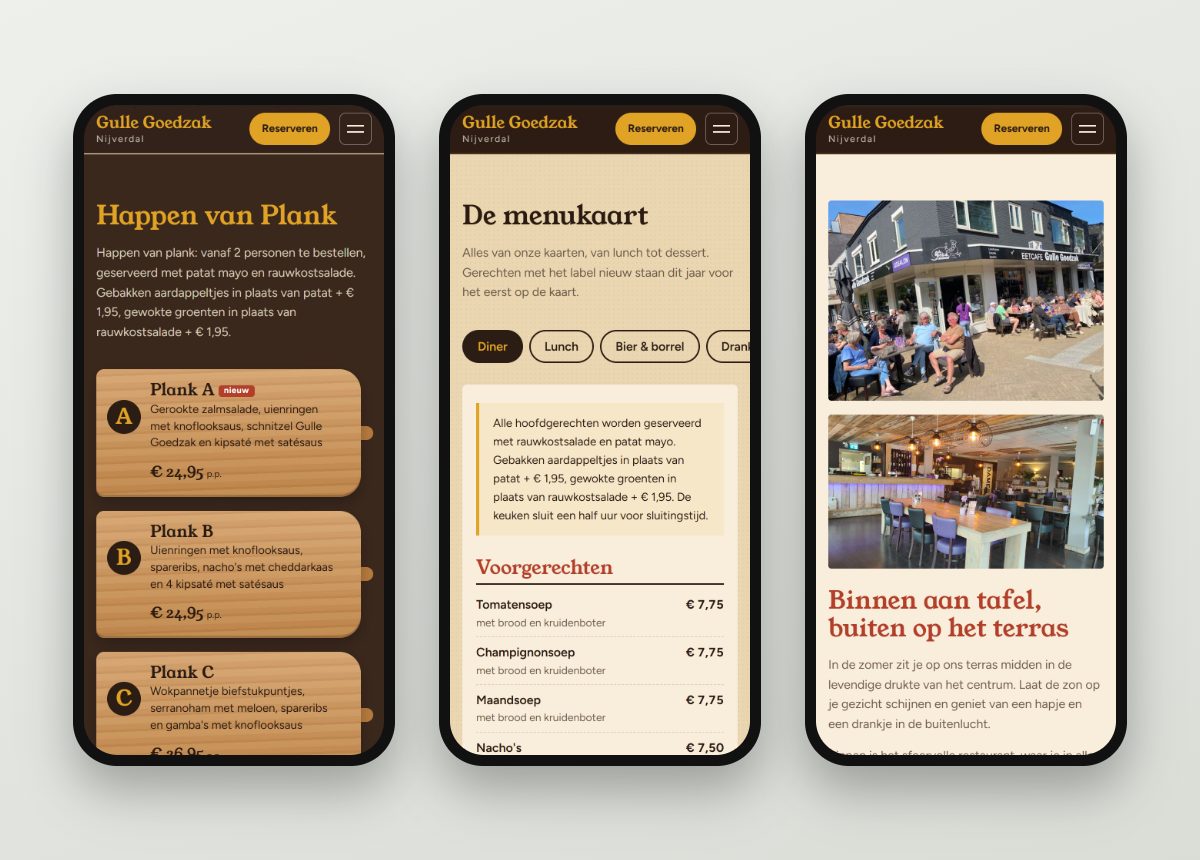 Gulle Goedzak
Nijverdal
Reserveren
Happen van Plank
Happen van plank: vanaf 2 personen te bestellen,
geserveerd met patat mayo en rauwkostsalade.
Gebakken aardappeltjes in plaats van patat + €
1,95, gewokte groenten in plaats van
rauwkostsalade + € 1,95.
A
Plank A nieuw
Gerookte zalmsalade, uienringen
met knoflooksaus, schnitzel Gulle
Goedzak en kipsaté met satésaus
€ 24,95 p.p.
B
Plank B
Uienringen met knoflooksaus,
spareribs, nacho's met cheddarkaas
en 4 kipsaté met satésaus
€ 24,95 p.p.
C
Plank C
Wokpannetje biefstukpuntjes,
serranoham met meloen, spareribs
en gamba's met knoflooksaus
€ 26,95
Gulle Goedzak
Nijverdal
Reserveren
De menukaart
Alles van onze kaarten, van lunch tot dessert.
Gerechten met het label nieuw staan dit jaar voor
het eerst op de kaart.
Diner
Lunch
Bier & borrel
Drank
Alle hoofdgerechten worden geserveerd
met rauwkostsalade en patat mayo.
Gebakken aardappeltjes in plaats van
patat + € 1,95, gewokte groenten in
plaats van rauwkostsalade + € 1,95. De
keuken sluit een half uur voor sluitingstijd.
Voorgerechten
Tomatensoep € 7,75
met brood en kruidenboter
Champignonsoep € 7,75
met brood en kruidenboter
Maandsoep € 7,75
met brood en kruidenboter
Nacho's € 7,50
Gulle Goedzak
Nijverdal
Reserveren
EETCAFE Gulle Goedzak
Binnen aan tafel,
buiten op het terras
In de zomer zit je op ons terras midden in de
levendige drukte van het centrum. Laat de zon op
je gezicht schijnen en geniet van een hapje en
een drankje in de buitenlucht.
Binnen is het sfeervolle restaurant, waar je in